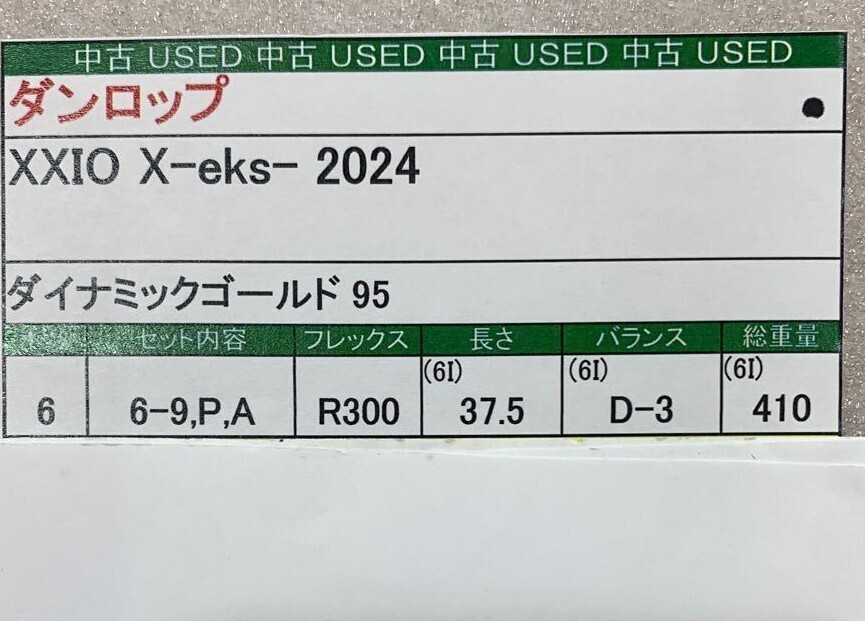 中古 USED 中古 USED 中古 USED 中古 USED
ダンロップ
XXIO X-eks- 2024
ダイナミックゴールド 95
セット内容 フレックス 長さ バランス 総重量
(6I) (6I) (6I)
6 6-9,P,A R300 37.5 D-3 410